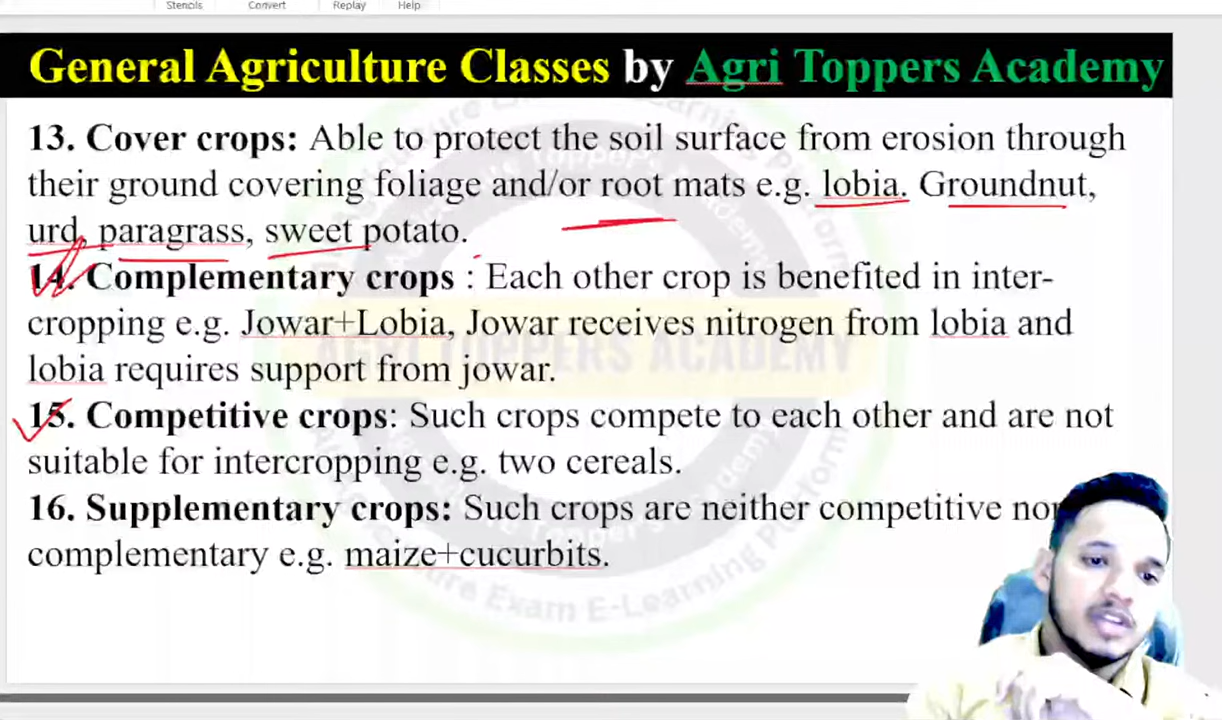 Stencils Convert Replay Help
General Agriculture Classes by Agri Toppers Academy
13. Cover crops: Able to protect the soil surface from erosion through
their ground covering foliage and/or root mats e.g. lobia. Groundnut,
urd, paragrass, sweet potato.
14. Complementary crops : Each other crop is benefited in inter-
cropping e.g. Jowar+Lobia, Jowar receives nitrogen from lobia and
lobia requires support from jowar.
15. Competitive crops: Such crops compete to each other and are not
suitable for intercropping e.g. two cereals.
16. Supplementary crops: Such crops are neither competitive nor
complementary e.g. maize+cucurbits.
AGRI TOPPERS ACADEMY